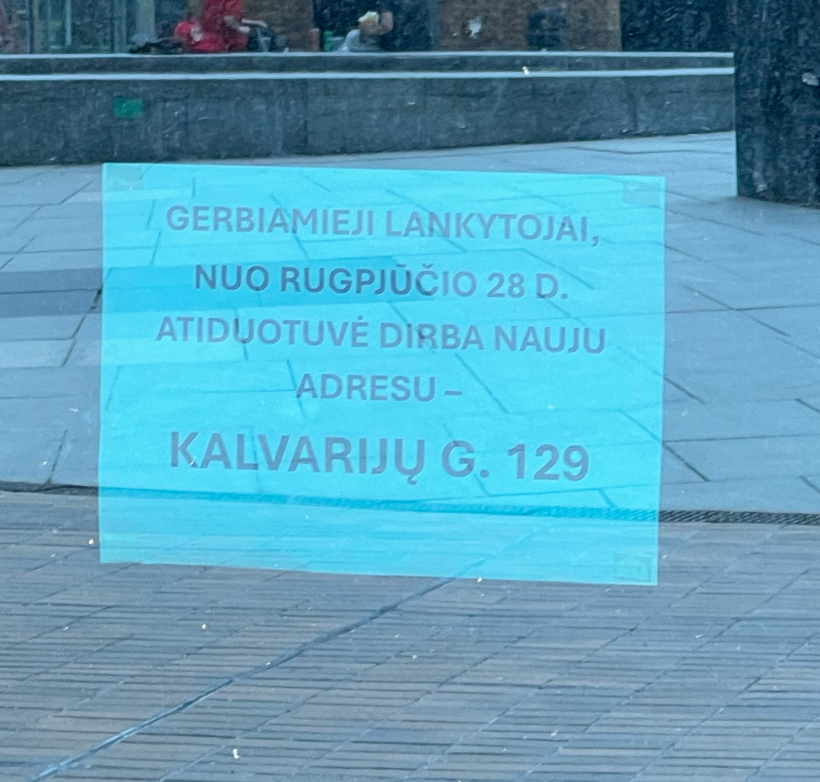 GERBIAMIEJI LANKYTOJAI,
NUO RUGPJŪČIO 28 D.
ATIDUOTUVĖ DIRBA NAUJU
ADRESU –
KALVARIJŲ G. 129